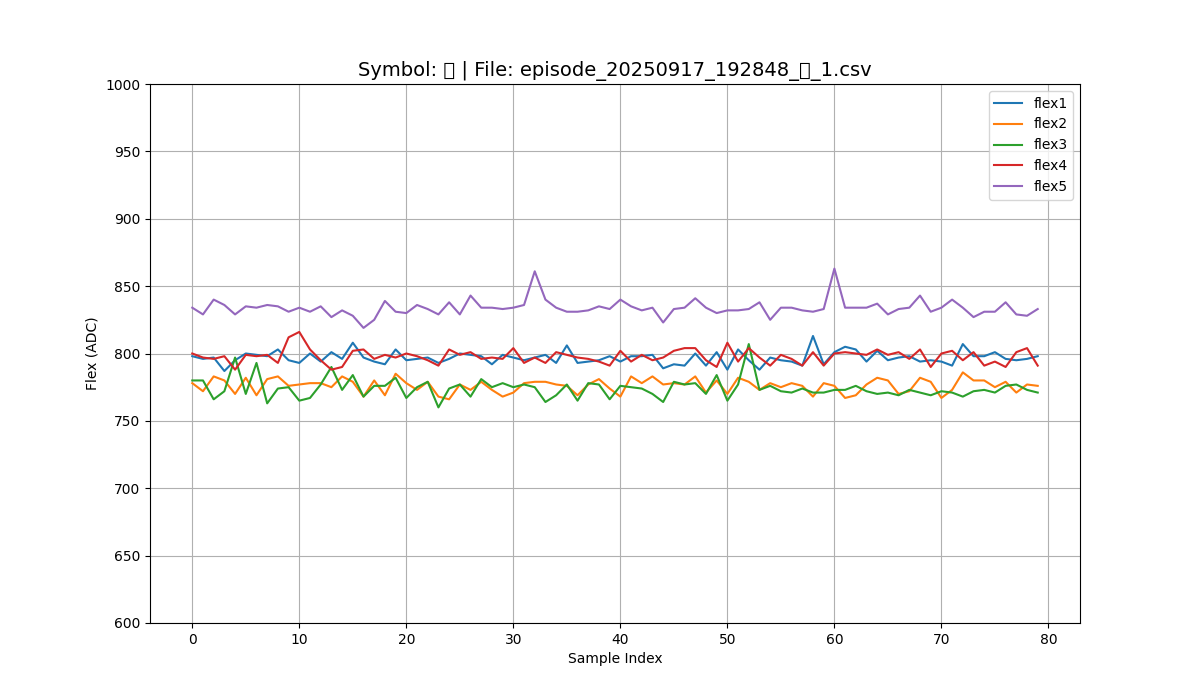 Symbol: | File: episode_20250917_192848_ _1.csv
1000
950
900
850
800
750
700
650
600
Flex (ADC)
flex1
flex2
flex3
flex4
flex5
0 10 20 30 40 50 60 70 80
Sample Index